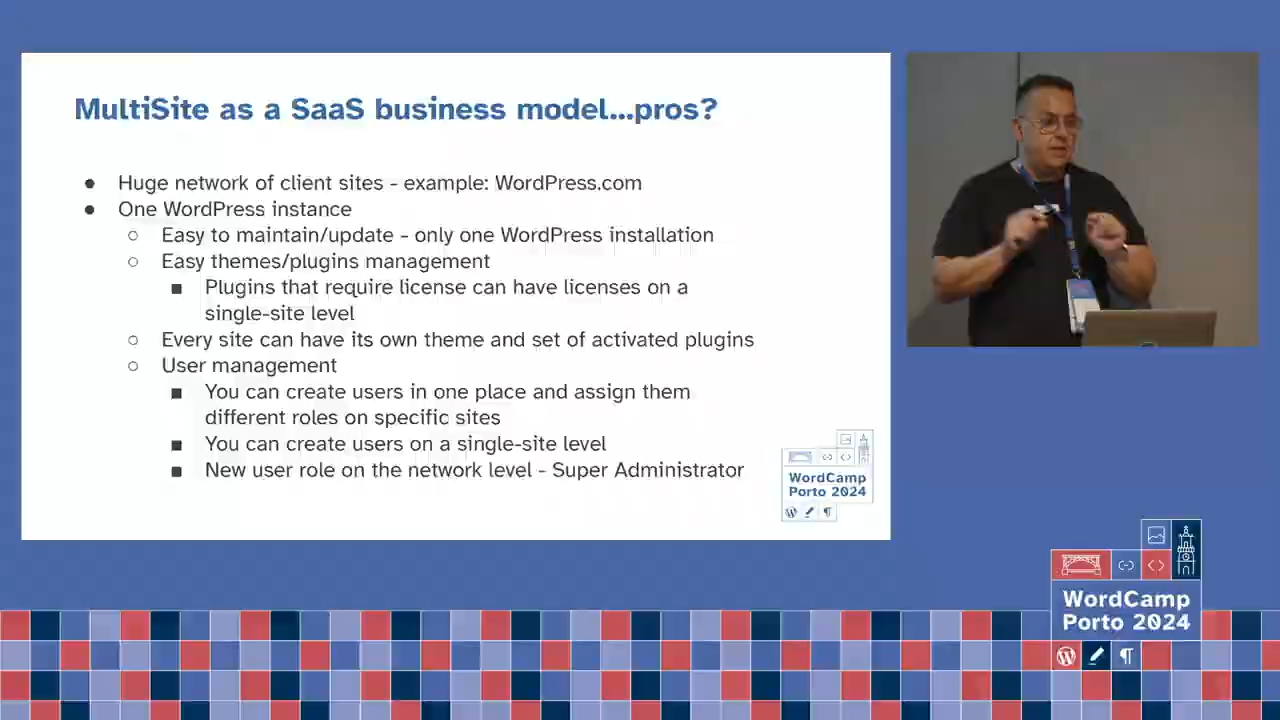 MultiSite as a SaaS business model...pros?
● Huge network of client sites - example: WordPress.com
● One WordPress instance
○ Easy to maintain/update - only one WordPress installation
○ Easy themes/plugins management
■ Plugins that require license can have licenses on a
single-site level
○ Every site can have its own theme and set of activated plugins
○ User management
■ You can create users in one place and assign them
different roles on specific sites
■ You can create users on a single-site level
■ New user role on the network level - Super Administrator
WordCamp
Porto 2024
WordCamp
Porto 2024